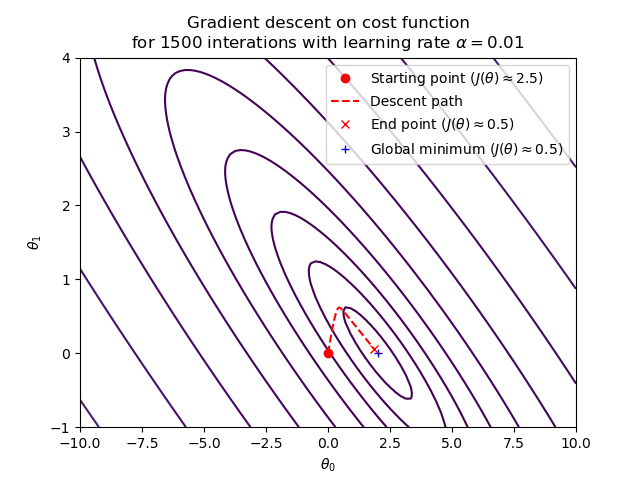 Gradient descent on cost function
for 1500 interations with learning rate α = 0.01
Starting point (J(θ) ≈ 2.5)
Descent path
End point (J(θ) ≈ 0.5)
Global minimum (J(θ) ≈ 0.5)
4
3
2
1
0
−1
θ₁
−10.0 −7.5 −5.0 −2.5 0.0 2.5 5.0 7.5 10.0
θ₀